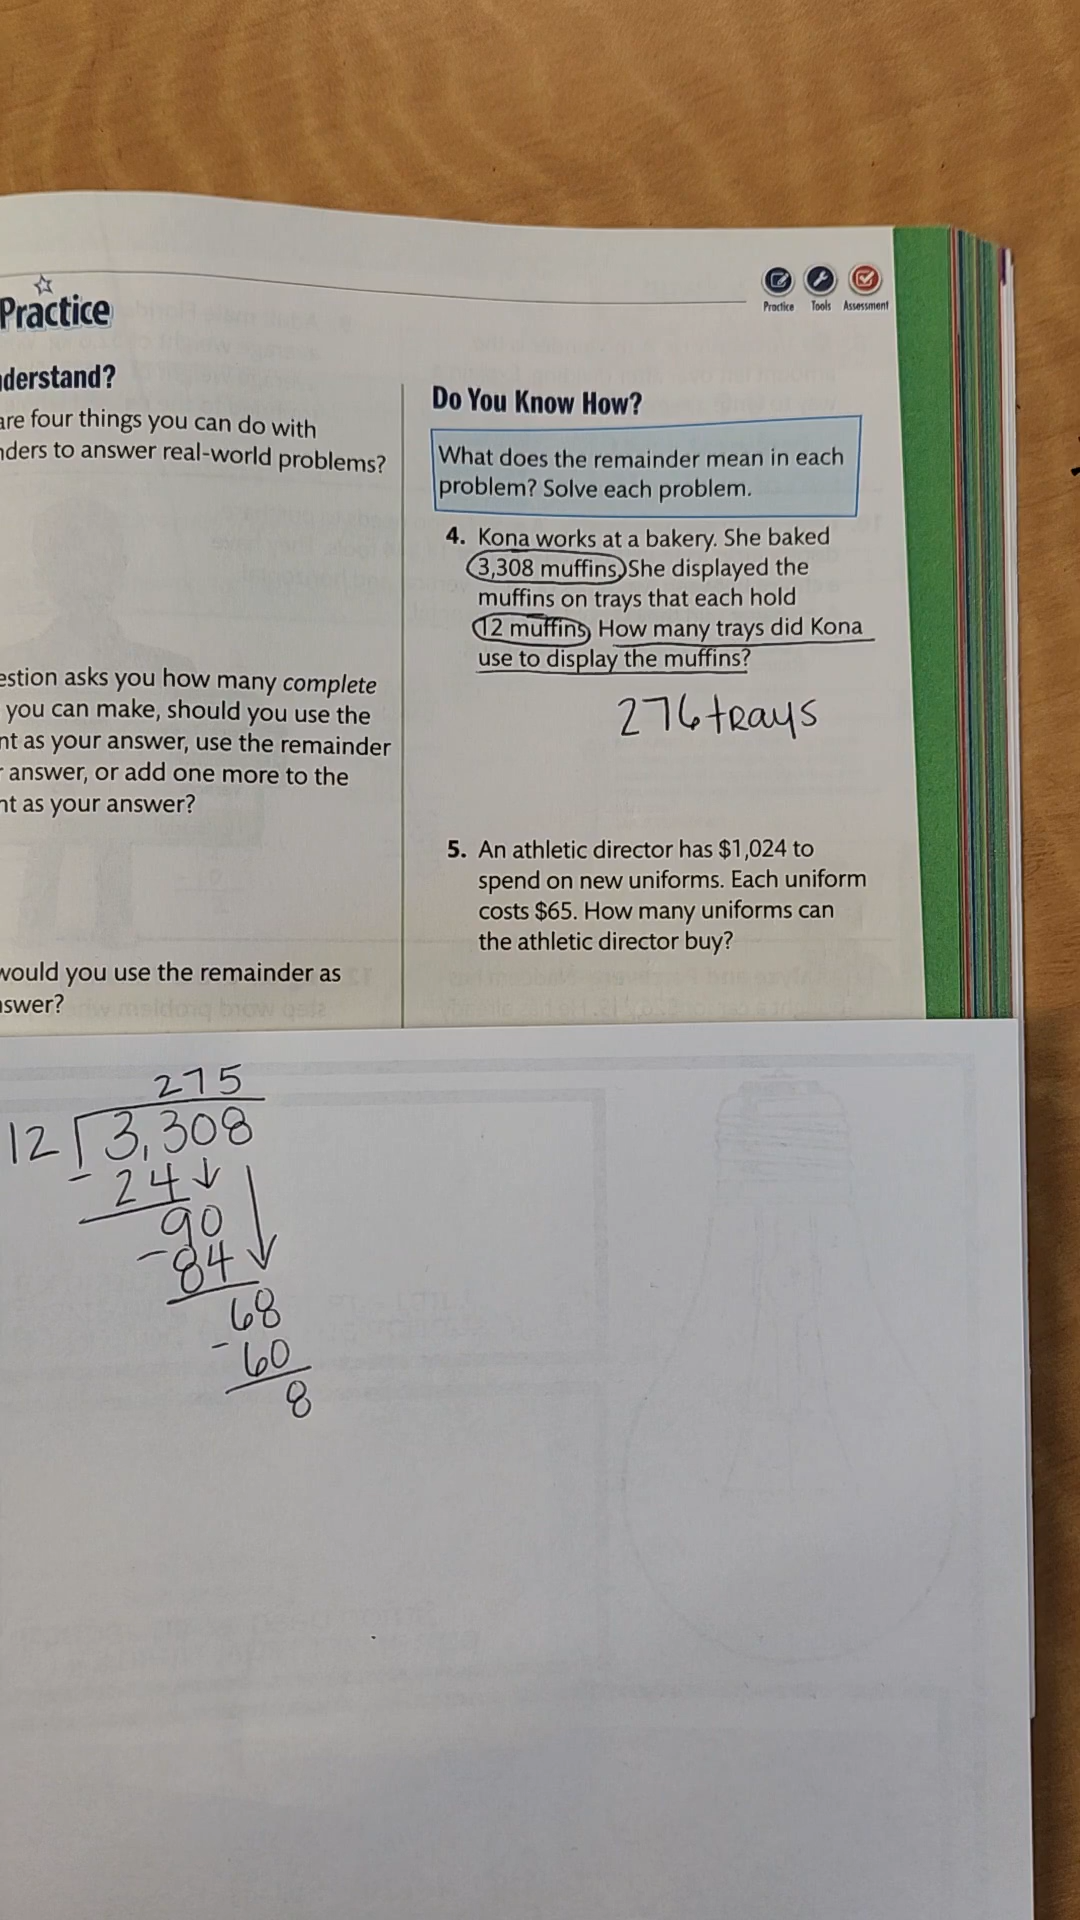 Practice
Practice Tools Assessment
derstand?
are four things you can do with
ders to answer real-world problems?
estion asks you how many complete
you can make, should you use the
nt as your answer, use the remainder
r answer, or add one more to the
nt as your answer?
would you use the remainder as
nswer?
Do You Know How?
What does the remainder mean in each
problem? Solve each problem.
4. Kona works at a bakery. She baked
3,308 muffins. She displayed the
muffins on trays that each hold
12 muffins. How many trays did Kona
use to display the muffins?
276 trays
5. An athletic director has $1,024 to
spend on new uniforms. Each uniform
costs $65. How many uniforms can
the athletic director buy?
275
12 3,308
- 24
90
- 84
68
- 60
8